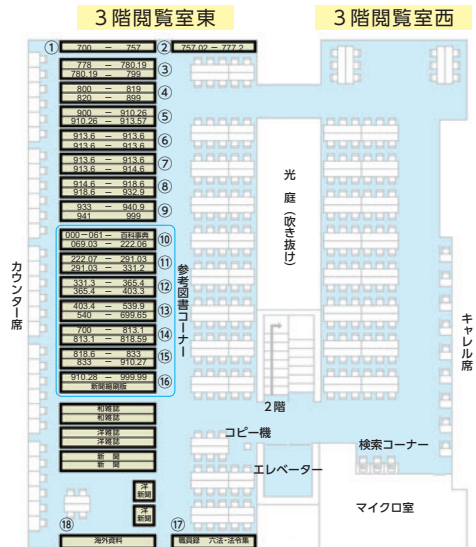 ３階閲覧室東
３階閲覧室西
① 700 － 757
② 757.02 － 777.2
778 － 780.19
780.19 － 799
③
800 － 819
820 － 899
④
900 － 910.26
910.26 － 913.57
⑤
913.6 － 913.6
913.6 － 913.6
⑥
913.6 － 913.6
913.6 － 914.6
⑦
914.6 － 918.6
918.6 － 932.9
⑧
933 － 940.9
941 999
⑨
000－061－ 百科事典
069.03 － 222.06
⑩
222.07 － 291.03
291.03 － 331.2
⑪
331.3 － 365.4
365.4 － 403.3
⑫
403.4 － 539.9
540 － 699.65
⑬
700 － 813.1
813.1 － 818.59
⑭
818.6 － 833
833 － 910.27
⑮
910.28 － 999.99
新聞縮刷版
⑯
参考図書コーナー
カウンター席
光庭（吹き抜け）
キャレル席
2階
和雑誌
和雑誌
洋雑誌
洋雑誌
新聞
新聞
洋
新聞
洋
新聞
コピー機
エレベーター
検索コーナー
マイクロ室
⑱
海外資料
⑰
職員録 六法・法令集